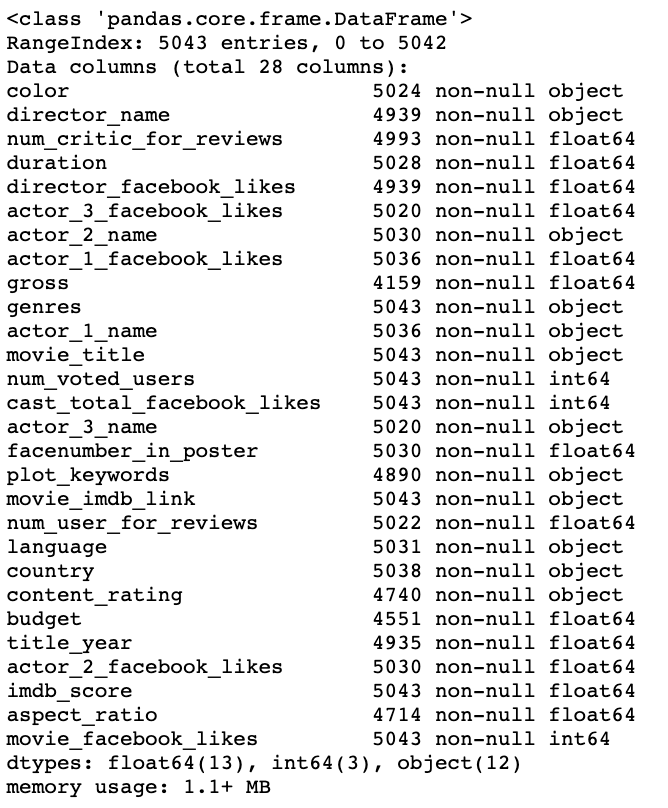 <class 'pandas.core.frame.DataFrame'>
RangeIndex: 5043 entries, 0 to 5042
Data columns (total 28 columns):
color                        5024 non-null object
director_name                4939 non-null object
num_critic_for_reviews       4993 non-null float64
duration                     5028 non-null float64
director_facebook_likes      4939 non-null float64
actor_3_facebook_likes       5020 non-null float64
actor_2_name                 5030 non-null object
actor_1_facebook_likes       5036 non-null float64
gross                        4159 non-null float64
genres                       5043 non-null object
actor_1_name                 5036 non-null object
movie_title                  5043 non-null object
num_voted_users              5043 non-null int64
cast_total_facebook_likes    5043 non-null int64
actor_3_name                 5020 non-null object
facenumber_in_poster         5030 non-null float64
plot_keywords                4890 non-null object
movie_imdb_link              5043 non-null object
num_user_for_reviews         5022 non-null float64
language                     5031 non-null object
country                      5038 non-null object
content_rating               4740 non-null object
budget                       4551 non-null float64
title_year                   4935 non-null float64
actor_2_facebook_likes       5030 non-null float64
imdb_score                   5043 non-null float64
aspect_ratio                 4714 non-null float64
movie_facebook_likes         5043 non-null int64
dtypes: float64(13), int64(3), object(12)
memory usage: 1.1+ MB